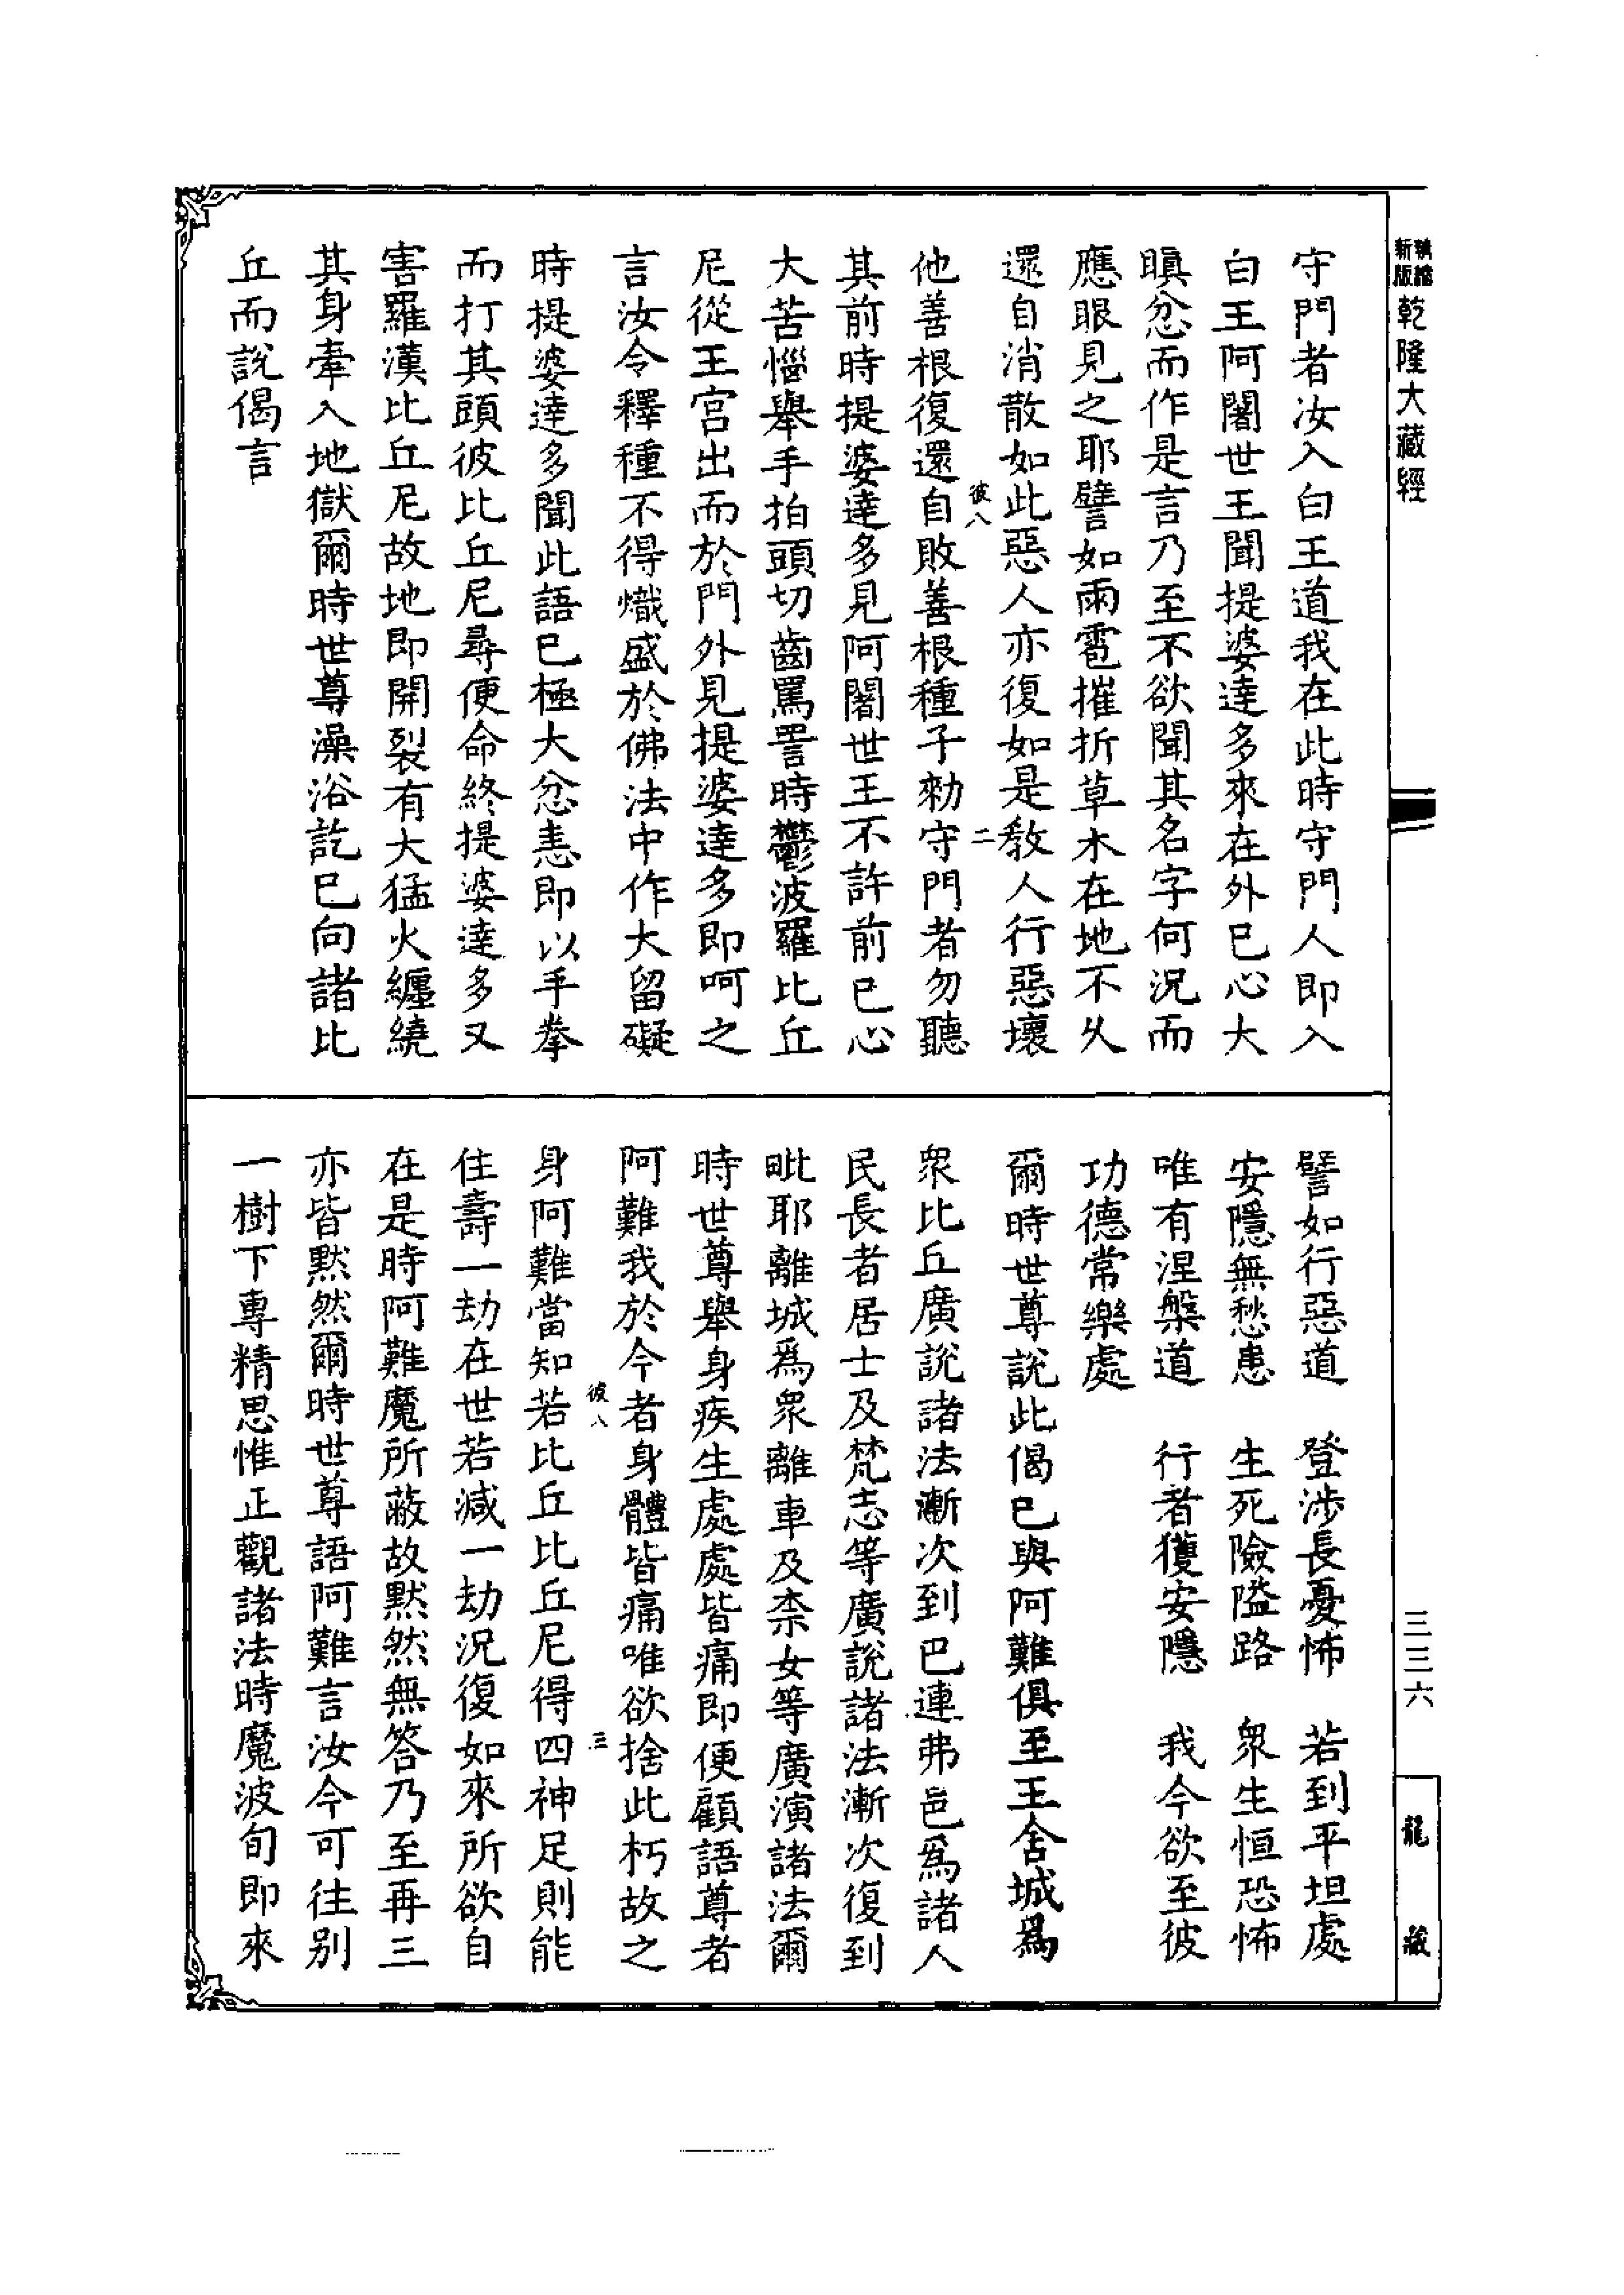 新編縮版 乾隆大藏經
守門者汝入白王道我在此時守門人即入
白王阿闍世王聞提婆達多來在外已心大
瞋忿而作是言乃至不欲聞其名字何況而
應眼見之耶譬如雨雹摧折草木在地不久
還自消散如此惡人亦復如是教人行惡壞
彼八
二
他善根復還自敗善根種子勑守門者勿聽
其前時提婆達多見阿闍世王不許前已心
大苦惱舉手拍頭切齒罵詈時鬱波羅比丘
尼從王宮出而於門外見提婆達多即呵之
言汝令釋種不得熾盛於佛法中作大留礙
時提婆達多聞此語已極大忿恚即以手拳
而打其頭彼比丘尼尋便命終提婆達多又
害羅漢比丘尼故地即開裂有大猛火纏繞
其身牽入地獄爾時世尊澡浴訖已向諸比
丘而說偈言
譬如行惡道　登涉長憂怖　若到平坦處
安隱無愁患　生死險隘路　衆生恒恐怖
唯有涅槃道　行者獲安隱　我今欲至彼
功德常樂處
爾時世尊說此偈已與阿難俱至王舍城爲
衆比丘廣說諸法漸次到巴連弗邑爲諸人
民長者居士及梵志等廣說諸法漸次復到
毗耶離城爲衆離車及柰女等廣演諸法爾
時世尊舉身疾生處處皆痛即便顧語尊者
阿難我於今者身體皆痛唯欲捨此朽故之
彼八
三
身阿難當知若比丘比丘尼得四神足則能
住壽一劫在世若減一劫況復如來所欲自
在是時阿難魔所蔽故默然無答乃至再三
亦皆默然爾時世尊語阿難言汝今可往別
一樹下專精思惟正觀諸法時魔波旬即來
三三六
龍藏